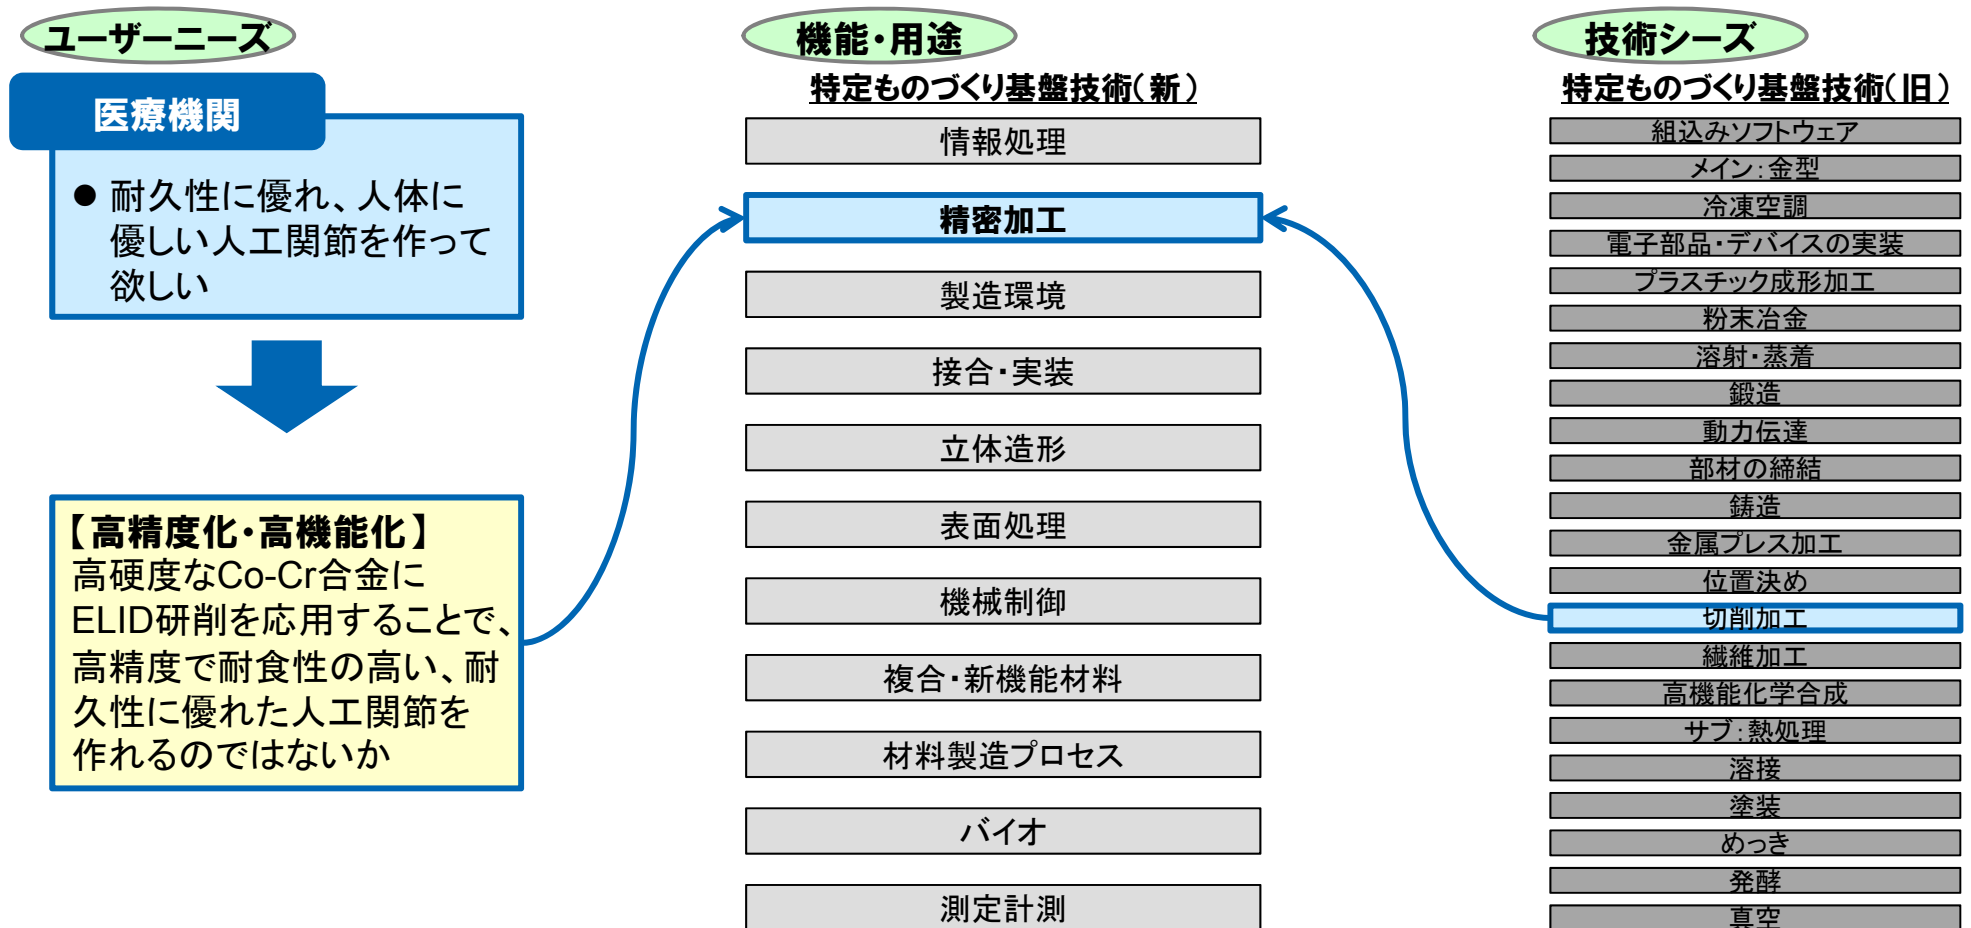 ユーザーニーズ
医療機関
● 耐久性に優れ、人体に
優しい人工関節を作って
欲しい
【高精度化・高機能化】
高硬度なCo-Cr合金に
ELID研削を応用することで、
高精度で耐食性の高い、耐
久性に優れた人工関節を
作れるのではないか
機能・用途
特定ものづくり基盤技術（新）
情報処理
精密加工
製造環境
接合・実装
立体造形
表面処理
機械制御
複合・新機能材料
材料製造プロセス
バイオ
測定計測
技術シーズ
特定ものづくり基盤技術（旧）
組込みソフトウェア
メイン：金型
冷凍空調
電子部品・デバイスの実装
プラスチック成形加工
粉末冶金
溶射・蒸着
鍛造
動力伝達
部材の締結
鋳造
金属プレス加工
位置決め
切削加工
繊維加工
高機能化学合成
サブ：熱処理
溶接
塗装
めっき
発酵
真空